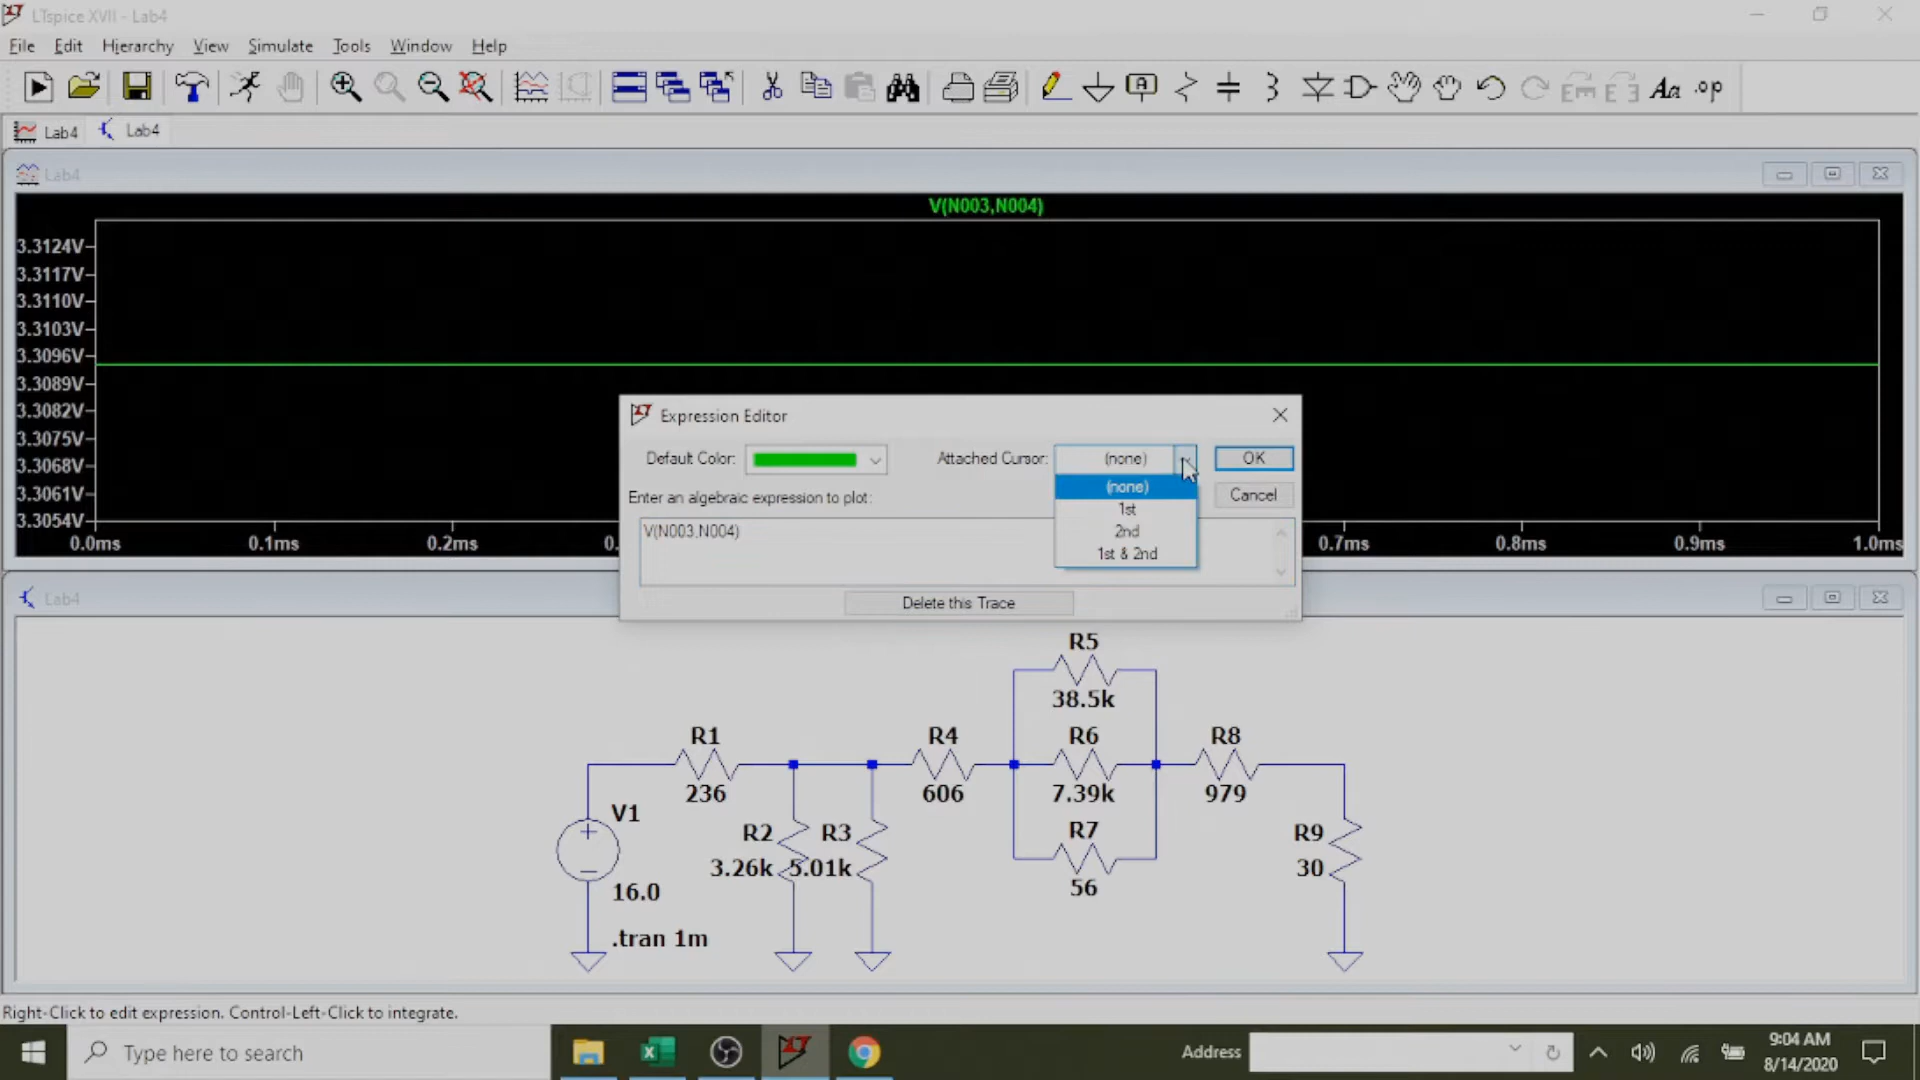 LTspice XVII - Lab4
File Edit Hierarchy View Simulate Tools Window Help
A Aa .op
Lab4 Lab4
Lab4
V(N003,N004)
3.3124V
3.3117V
3.3110V
3.3103V
3.3096V
3.3089V
3.3082V
3.3075V
3.3068V
3.3061V
3.3054V
0.0ms 0.1ms 0.2ms 0. 0.7ms 0.8ms 0.9ms 1.0ms
Expression Editor
Default Color: Attached Cursor: (none) OK
(none)
1st
2nd
1st & 2nd
Cancel
Enter an algebraic expression to plot:
V(N003,N004)
Delete this Trace
Lab4
R5
38.5k
R1 R4 R6 R8
236 606 7.39k 979
V1 R2 R3 R7 R9
3.26k 5.01k 56 30
16.0
.tran 1m
Right-Click to edit expression. Control-Left-Click to integrate.
Type here to search
Address
9:04 AM
8/14/2020